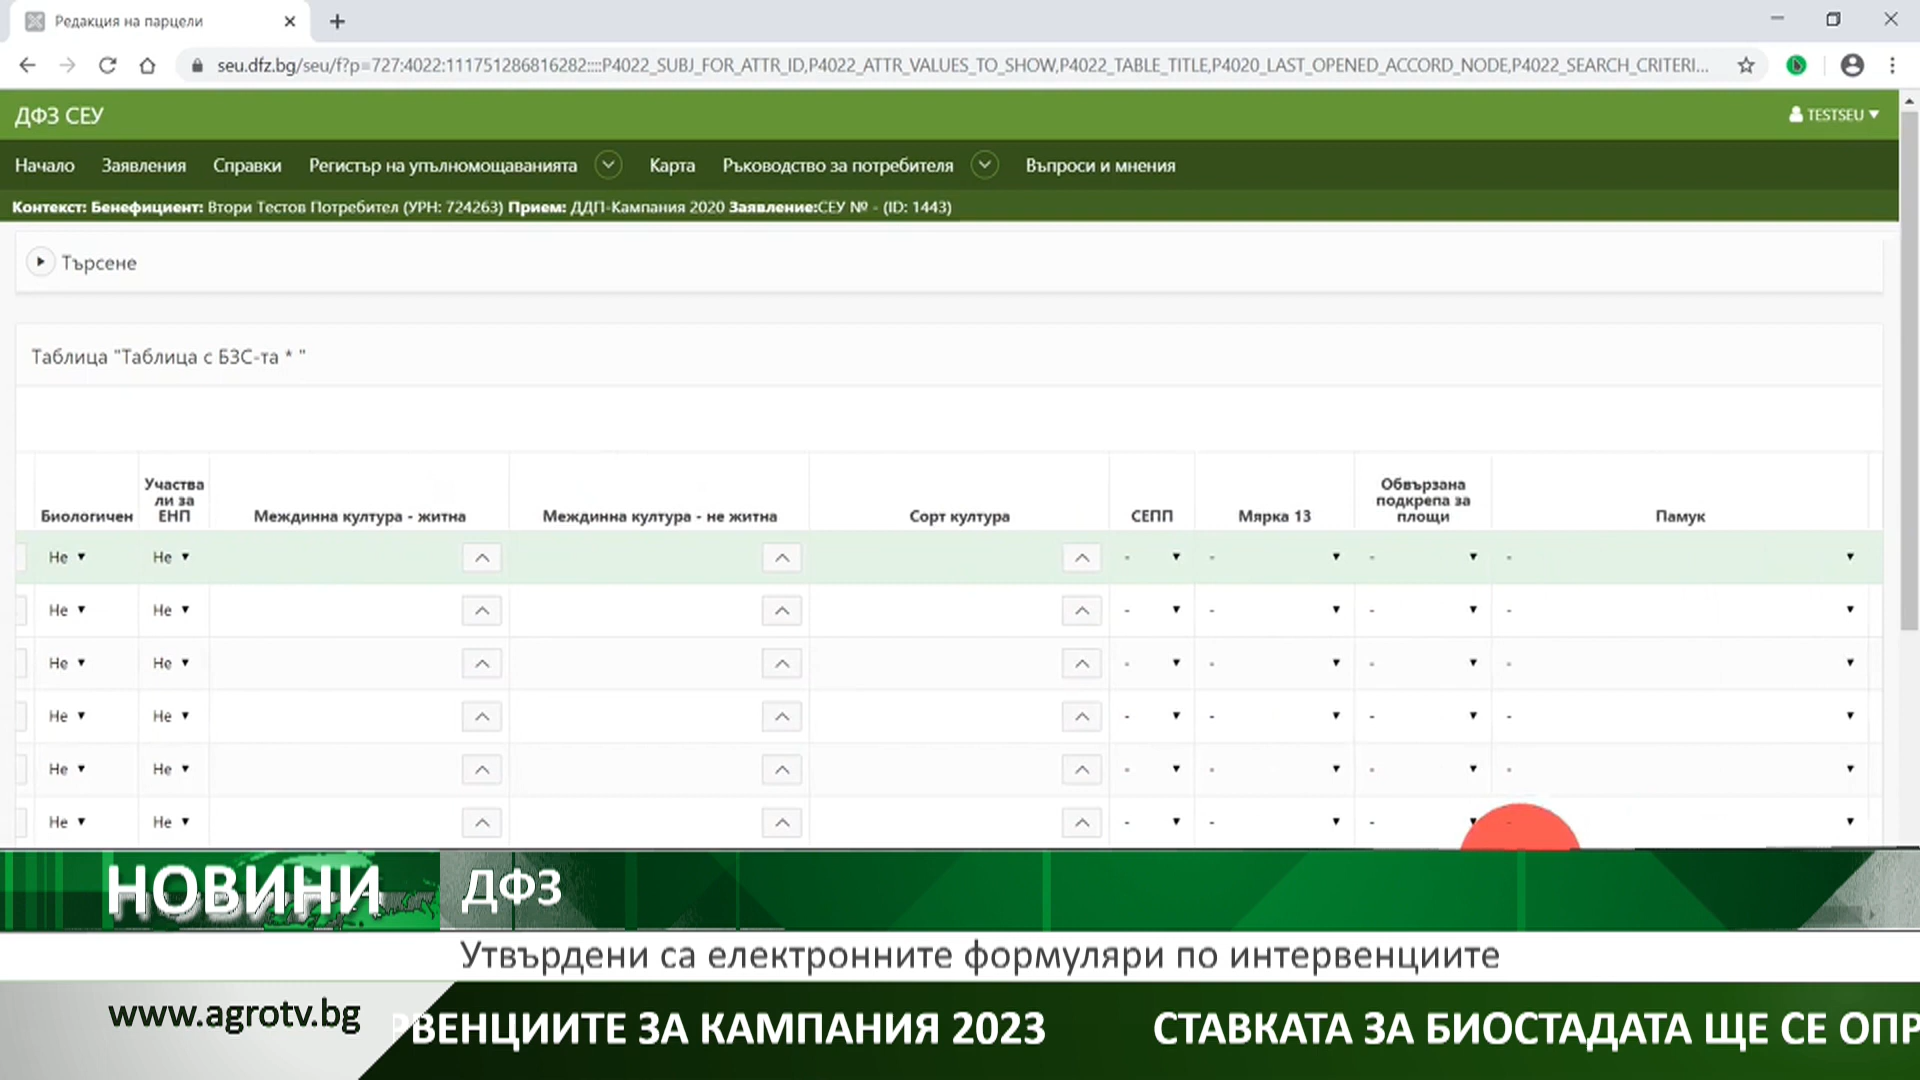 Редакция на парцели
seu.dfz.bg/seu/f?p=727:4022:111751286816282::::P4022_SUBJ_FOR_ATTR_ID,P4022_ATTR_VALUES_TO_SHOW,P4022_TABLE_TITLE,P4020_LAST_OPENED_ACCORD_NODE,P4022_SEARCH_CRITERI...
ДФЗ СЕУ
TESTSEU
Начало Заявления Справки Регистър на упълномощаванията Карта Ръководство за потребителя Въпроси и мнения
Контекст: Бенефициент: Втори Тестов Потребител (УРН: 724263) Прием: ДДП-Кампания 2020 Заявление:СЕУ № - (ID: 1443)
Търсене
Таблица "Таблица с БЗС-та * "
Биологичен Участва ли за ЕНП Междинна култура - житна Междинна култура - не житна Сорт култура СЕПП Мярка 13 Обвързана подкрепа за площи Памук
Не Не - - - -
Не Не - - - -
Не Не - - - -
Не Не - - - -
Не Не - - - -
Не Не - - - -
НОВИНИ ДФЗ
Утвърдени са електронните формуляри по интервенциите
www.agrotv.bg
РВЕНЦИИТЕ ЗА КАМПАНИЯ 2023 СТАВКАТА ЗА БИОСТАДАТА ЩЕ СЕ ОПР